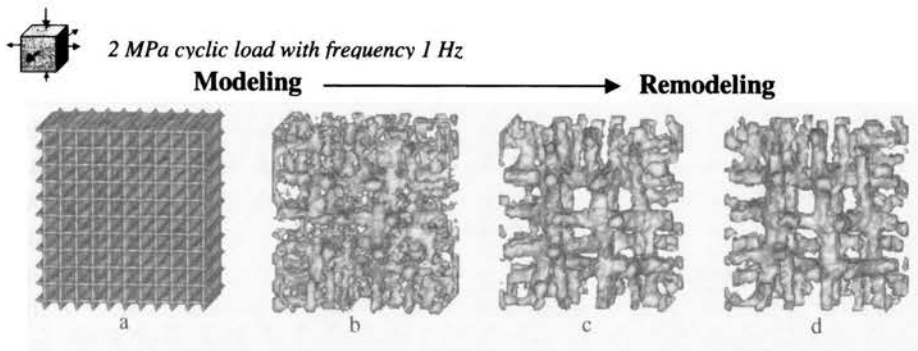 2 MPa cyclic load with frequency 1 Hz
Modeling Remodeling
a b c d